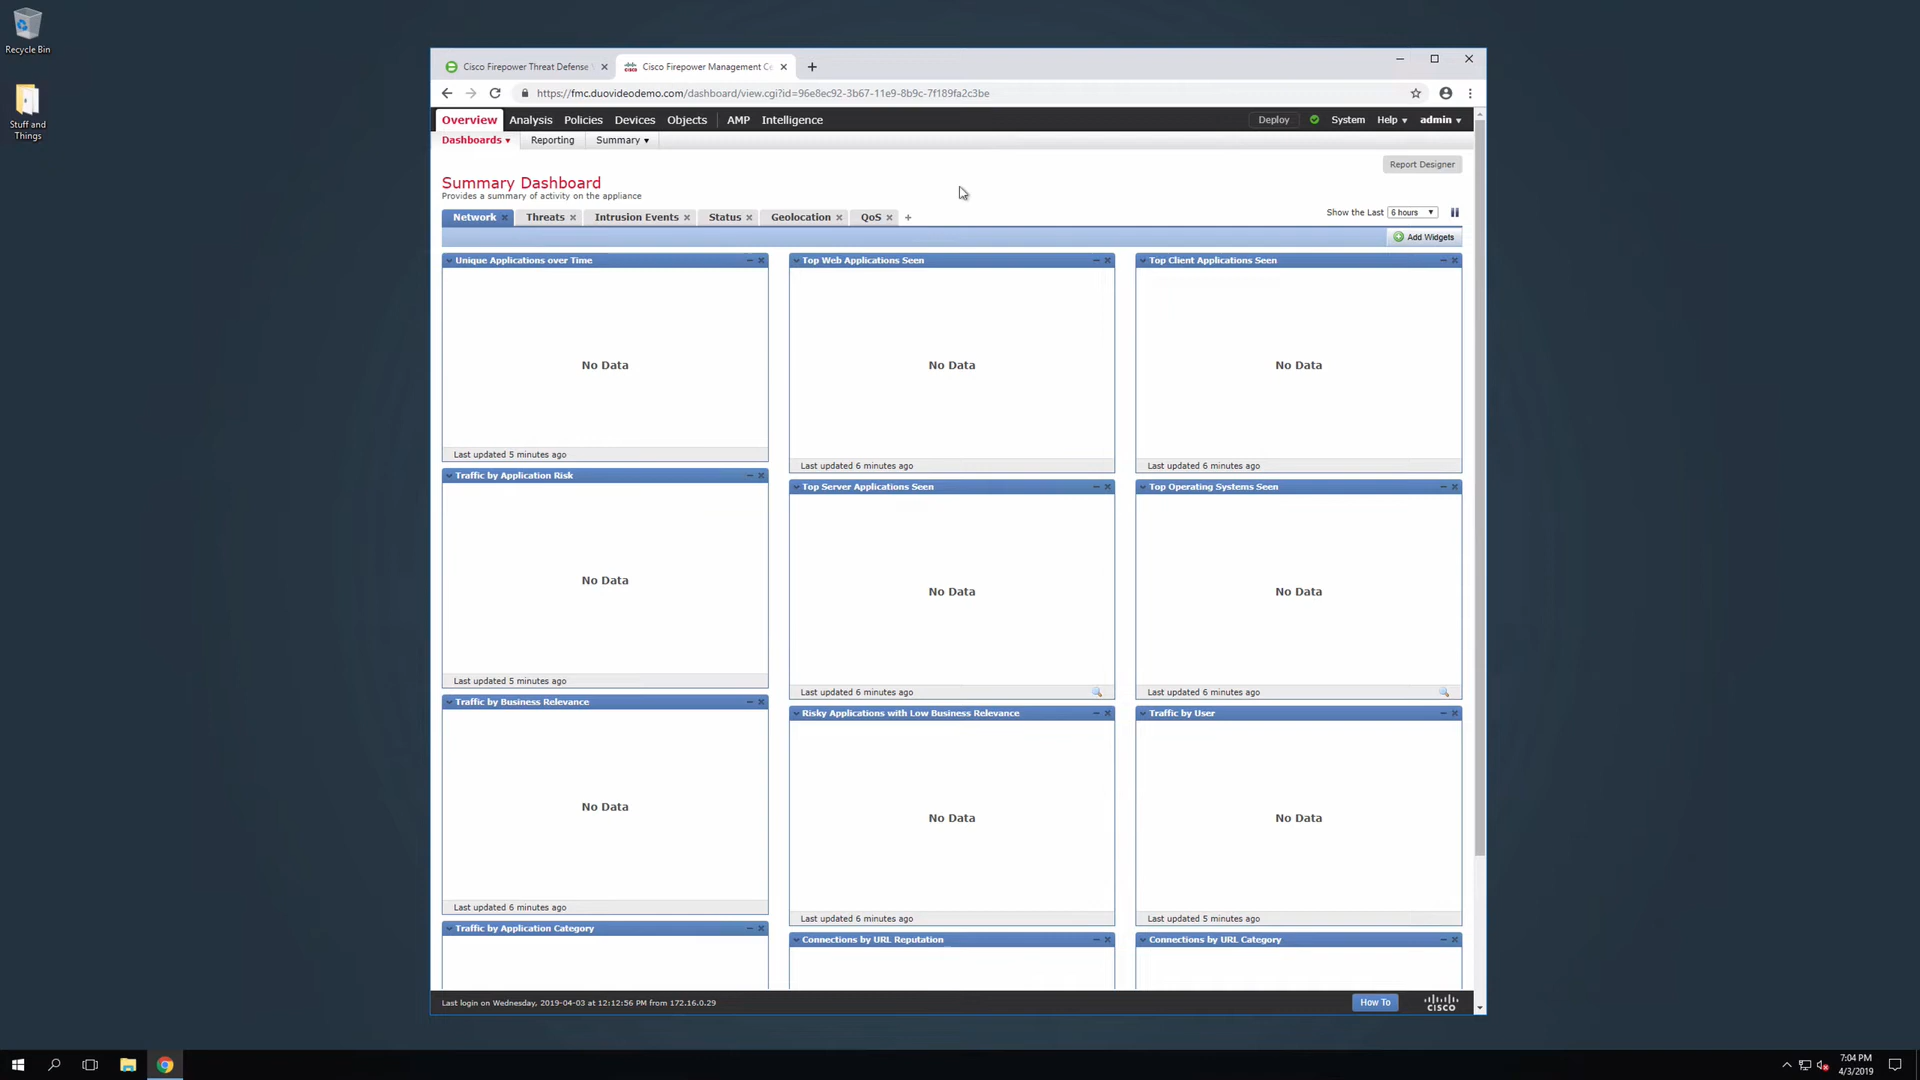 Recycle Bin
Stuff and
Things
Cisco Firepower Threat Defense
Cisco Firepower Management Ce
https://fmc.duovideodemo.com/dashboard/view.cgi?id=96e8ec92-3b67-11e9-8b9c-7f189fa2c3be
Overview Analysis Policies Devices Objects AMP Intelligence Deploy System Help admin
Dashboards Reporting Summary
Report Designer
Summary Dashboard
Provides a summary of activity on the appliance
Network Threats Intrusion Events Status Geolocation QoS
Show the Last 6 hours
Add Widgets
Unique Applications over Time
No Data
Last updated 5 minutes ago
Top Web Applications Seen
No Data
Last updated 6 minutes ago
Top Client Applications Seen
No Data
Last updated 6 minutes ago
Traffic by Application Risk
No Data
Last updated 5 minutes ago
Top Server Applications Seen
No Data
Last updated 6 minutes ago
Top Operating Systems Seen
No Data
Last updated 6 minutes ago
Traffic by Business Relevance
No Data
Last updated 6 minutes ago
Risky Applications with Low Business Relevance
No Data
Last updated 6 minutes ago
Traffic by User
No Data
Last updated 5 minutes ago
Traffic by Application Category
Connections by URL Reputation
Connections by URL Category
Last login on Wednesday, 2019-04-03 at 12:12:56 PM from 172.16.0.29
How To
CISCO
7:04 PM
4/3/2019